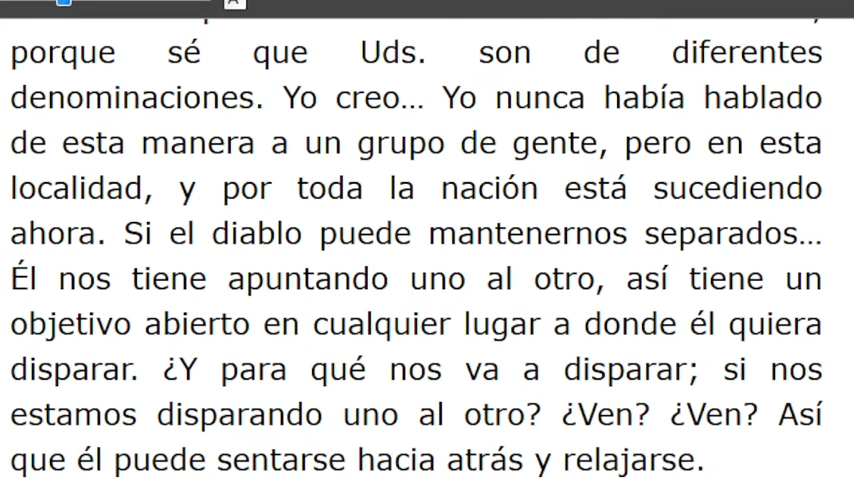 porque sé que Uds. son de diferentes
denominaciones. Yo creo... Yo nunca había hablado
de esta manera a un grupo de gente, pero en esta
localidad, y por toda la nación está sucediendo
ahora. Si el diablo puede mantenernos separados...
Él nos tiene apuntando uno al otro, así tiene un
objetivo abierto en cualquier lugar a donde él quiera
disparar. ¿Y para qué nos va a disparar; si nos
estamos disparando uno al otro? ¿Ven? ¿Ven? Así
que él puede sentarse hacia atrás y relajarse.